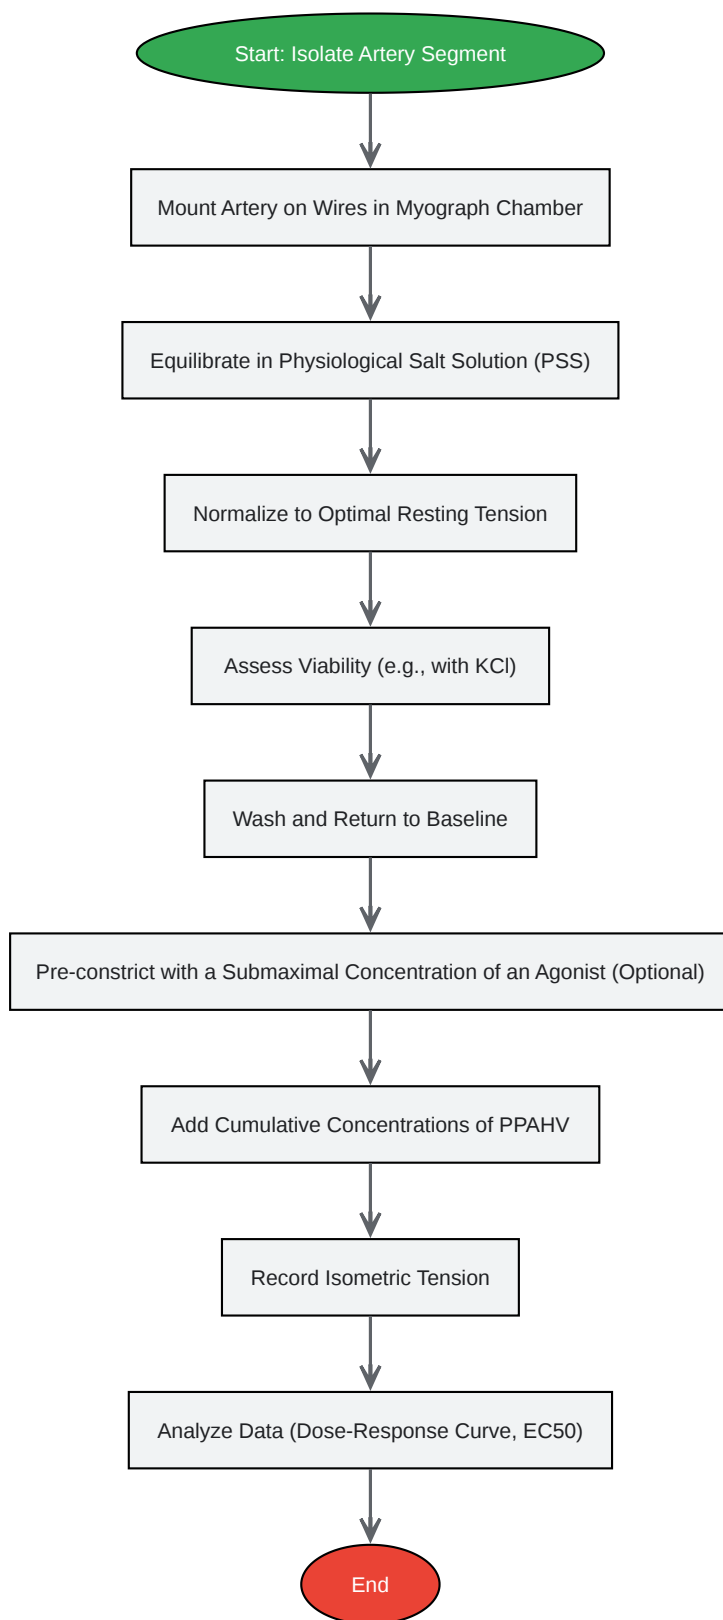 Start: Isolate Artery Segment
Mount Artery on Wires in Myograph Chamber
Equilibrate in Physiological Salt Solution (PSS)
Normalize to Optimal Resting Tension
Assess Viability (e.g., with KCl)
Wash and Return to Baseline
Pre-constrict with a Submaximal Concentration of an Agonist (Optional)
Add Cumulative Concentrations of PPAHV
Record Isometric Tension
Analyze Data (Dose-Response Curve, EC50)
End